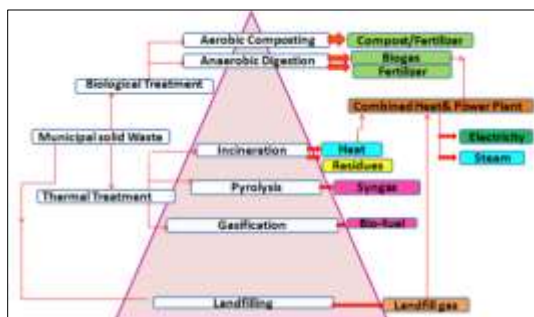 Aerobic Composting
Compost/Fertilizer
Anaerobic Digestion
Biogas
Fertilizer
Biological Treatment
Combined Heat& Power Plant
Municipal solid Waste
Electricity
Incineration
Heat
Steam
Residues
Pyrolysis
Syngas
Thermal Treatment
Gasification
Bio-fuel
Landfilling
Landfill gas